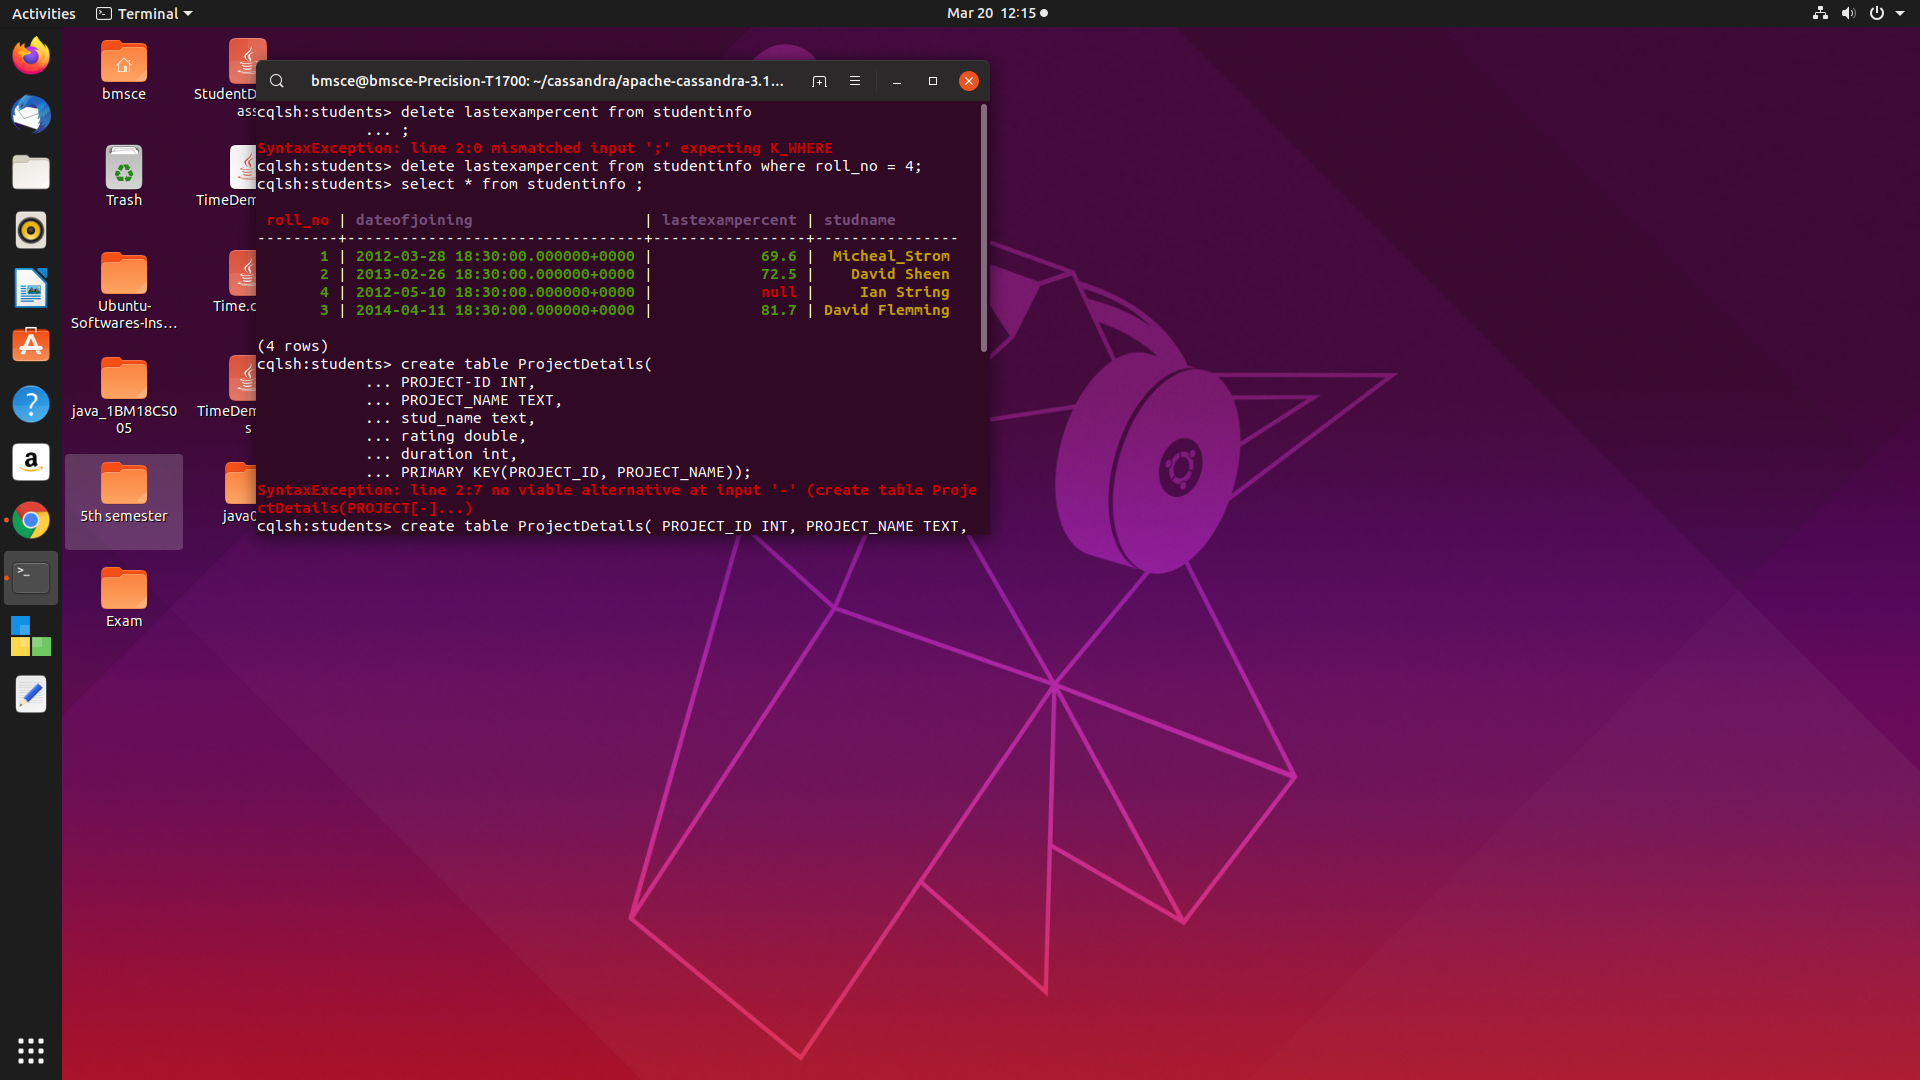 Activities
Terminal
Mar 20 12:15
bmsce
StudentD
ass
Trash
TimeDem
Ubuntu-
Softwares-Ins...
Time.c
java_1BM18CS0
05
TimeDem
s
5th semester
java
Exam
bmsce@bmsce-Precision-T1700: ~/cassandra/apache-cassandra-3.1...
cqlsh:students> delete lastexampercent from studentinfo
... ;
SyntaxException: line 2:0 mismatched input ';' expecting K_WHERE
cqlsh:students> delete lastexampercent from studentinfo where roll_no = 4;
cqlsh:students> select * from studentinfo ;
roll_no | dateofjoining | lastexampercent | studname
---------+---------------------------------+-----------------+----------------
1 | 2012-03-28 18:30:00.000000+0000 | 69.6 | Micheal_Strom
2 | 2013-02-26 18:30:00.000000+0000 | 72.5 | David Sheen
4 | 2012-05-10 18:30:00.000000+0000 | null | Ian String
3 | 2014-04-11 18:30:00.000000+0000 | 81.7 | David Flemming
(4 rows)
cqlsh:students> create table ProjectDetails(
... PROJECT-ID INT,
... PROJECT_NAME TEXT,
... stud_name text,
... rating double,
... duration int,
... PRIMARY KEY(PROJECT_ID, PROJECT_NAME));
SyntaxException: line 2:7 no viable alternative at input '-' (create table Proje
ctDetails(PROJECT[-]...)
cqlsh:students> create table ProjectDetails( PROJECT_ID INT, PROJECT_NAME TEXT,